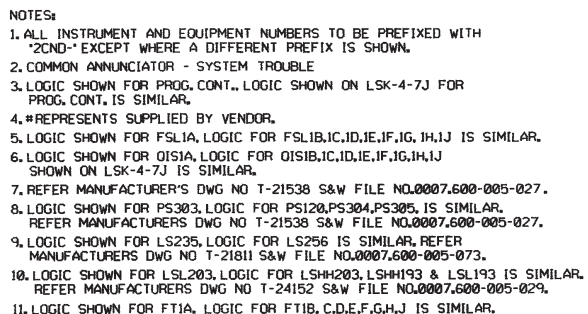 NOTES:
1. ALL INSTRUMENT AND EQUIPMENT NUMBERS TO BE PREFIXED WITH
"2CND-" EXCEPT WHERE A DIFFERENT PREFIX IS SHOWN.
2. COMMON ANNUNCIATOR - SYSTEM TROUBLE
3. LOGIC SHOWN FOR PROG. CONT., LOGIC SHOWN ON LSK-4-7J FOR
PROG. CONT. IS SIMILAR.
4. #REPRESENTS SUPPLIED BY VENDOR.
5. LOGIC SHOWN FOR FSL1A, LOGIC FOR FSL1B,1C,1D,1E,1F,1G, 1H,1J IS SIMILAR.
6. LOGIC SHOWN FOR OIS1A, LOGIC FOR OIS1B,1C,1D,1E,1F,1G,1H,1J
SHOWN ON LSK-4-7J IS SIMILAR.
7. REFER MANUFACTURER'S DWG NO T-21538 S&W FILE NO.0007.600-005-027.
8. LOGIC SHOWN FOR PS303, LOGIC FOR PS120,PS304,PS305, IS SIMILAR.
REFER MANUFACTURERS DWG NO T-21538 S&W FILE NO.0007.600-005-027.
9. LOGIC SHOWN FOR LS235, LOGIC FOR LS256 IS SIMILAR, REFER
MANUFACTURERS DWG NO T-21811 S&W FILE NO.0007.600-005-073.
10. LOGIC SHOWN FOR LSL203, LOGIC FOR LSHH203, LSHH193 & LSL193 IS SIMILAR.
REFER MANUFACTURERS DWG NO T-24152 S&W FILE NO.0007.600-005-029.
11. LOGIC SHOWN FOR FT1A, LOGIC FOR FT1B, C,D,E,F,G,H,J IS SIMILAR.